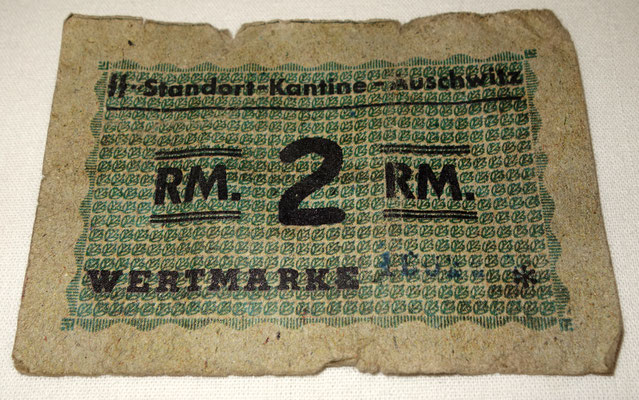 SS-Standort-Kantine-Auschwitz
RM. 2 RM.
WERTMARKE *